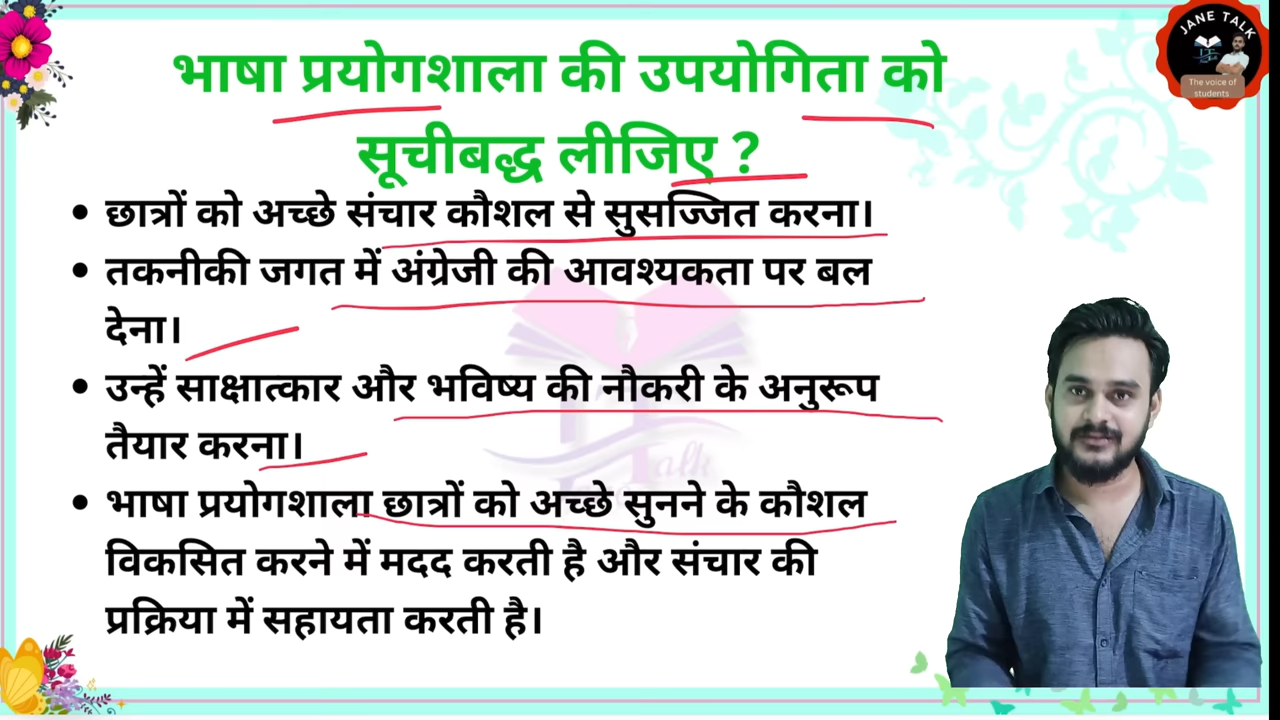 भाषा प्रयोगशाला की उपयोगिता को
सूचीबद्ध लीजिए ?
• छात्रों को अच्छे संचार कौशल से सुसज्जित करना।
• तकनीकी जगत में अंग्रेजी की आवश्यकता पर बल
देना।
• उन्हें साक्षात्कार और भविष्य की नौकरी के अनुरूप
तैयार करना।
• भाषा प्रयोगशाला छात्रों को अच्छे सुनने के कौशल
विकसित करने में मदद करती है और संचार की
प्रक्रिया में सहायता करती है।
JANE TALK
The voice of
students
Talk